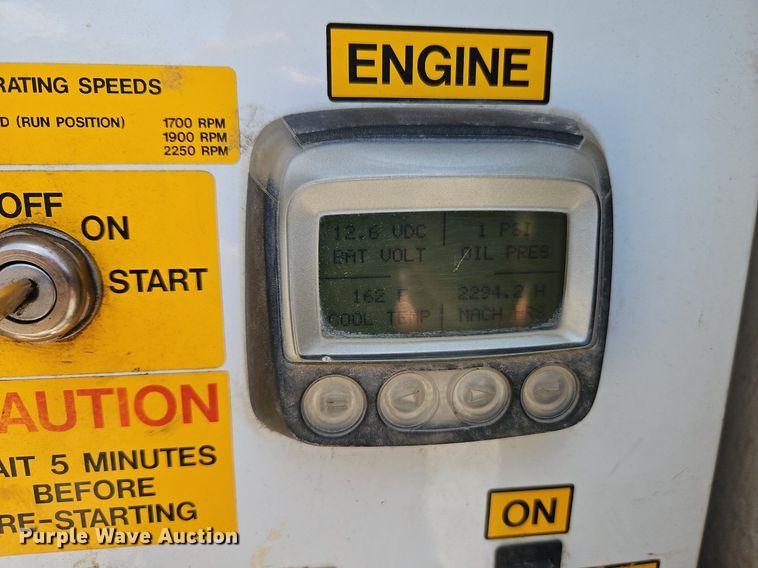 ENGINE
RATING SPEEDS
D (RUN POSITION) 1700 RPM
1900 RPM
2250 RPM
OFF
ON
START
12.6 VDC 1 PSI
BAT VOLT OIL PRES
162 F 2294.2 H
COOL TEMP MACH HRS
AUTION
AIT 5 MINUTES
BEFORE
RE-STARTING
ON
Purple Wave Auction